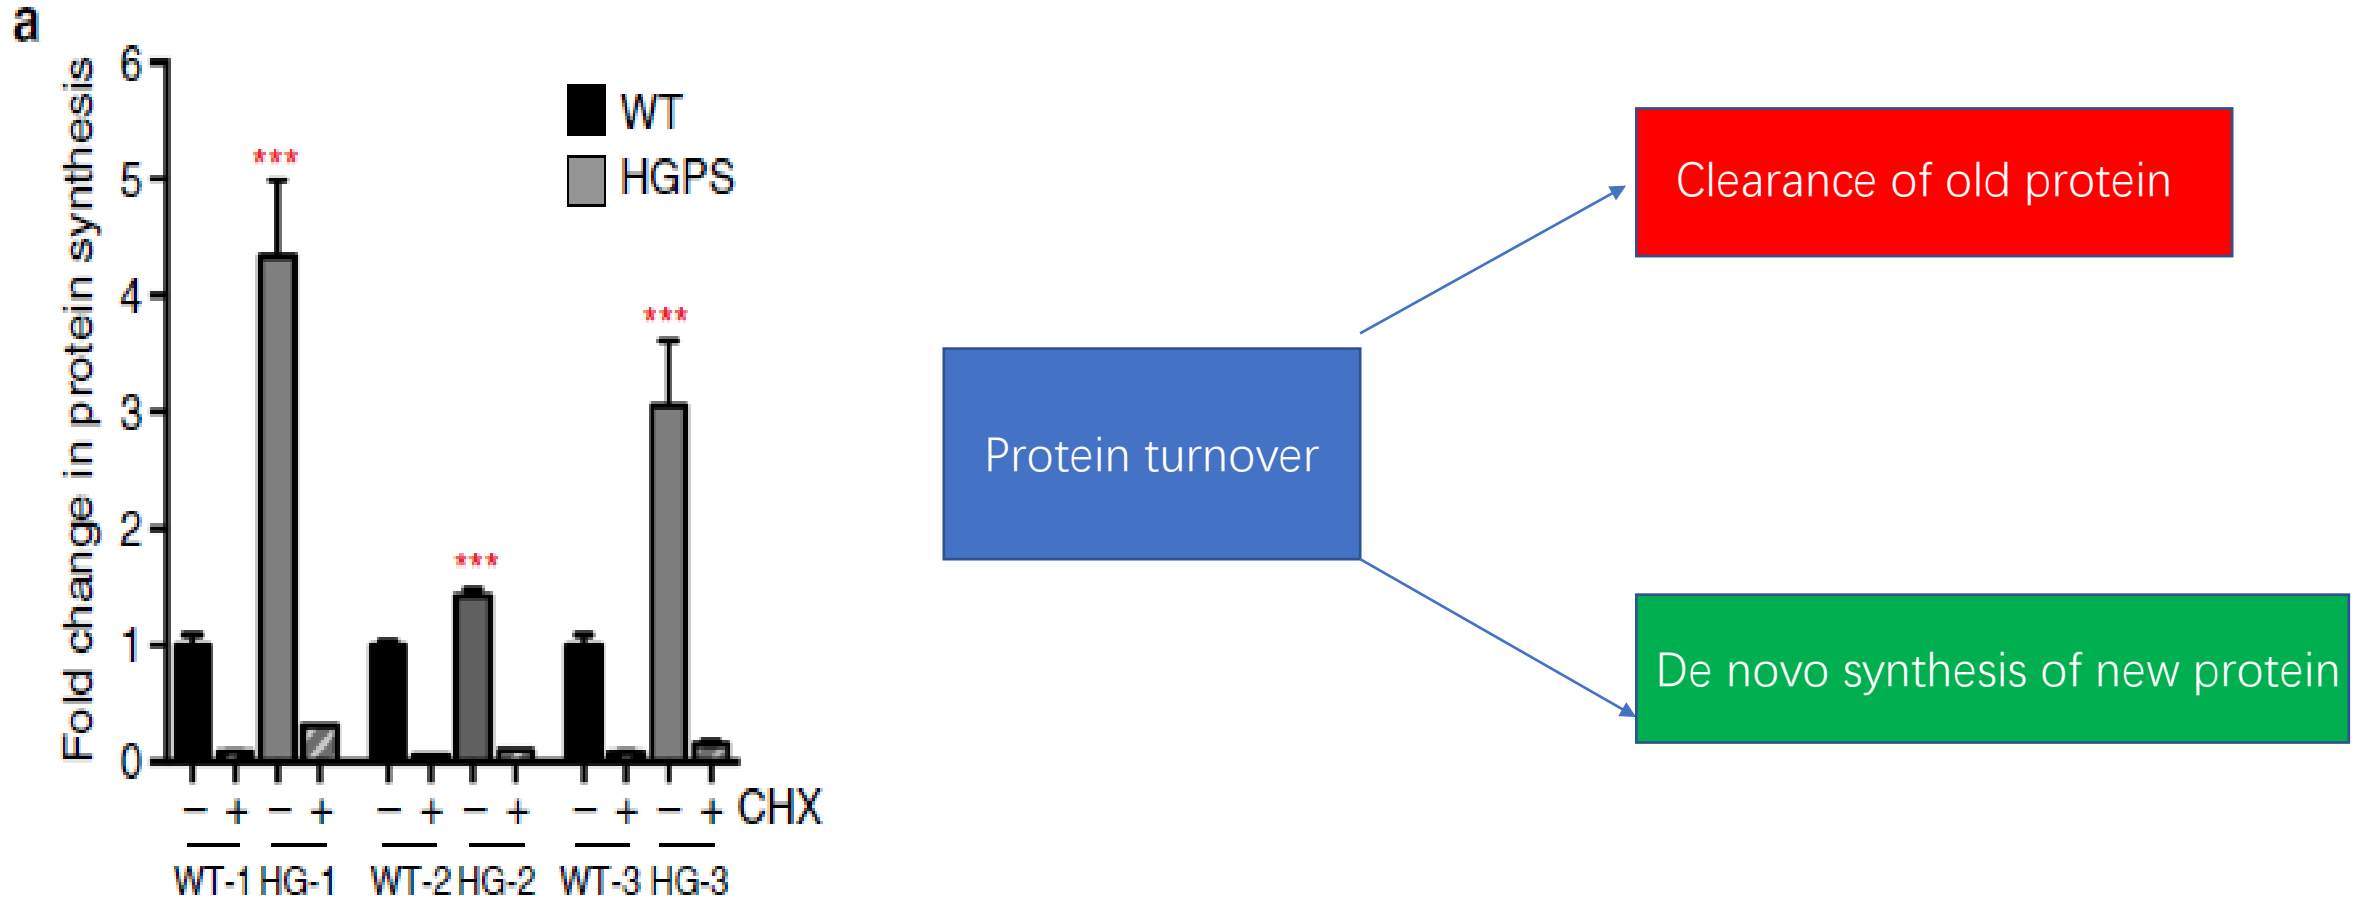 a
Fold change in protein synthesis
6
5
4
3
2
1
0
WT
HGPS
***
***
***
− + − + − + − + − + − + CHX
WT-1 HG-1 WT-2 HG-2 WT-3 HG-3
Protein turnover
Clearance of old protein
De novo synthesis of new protein